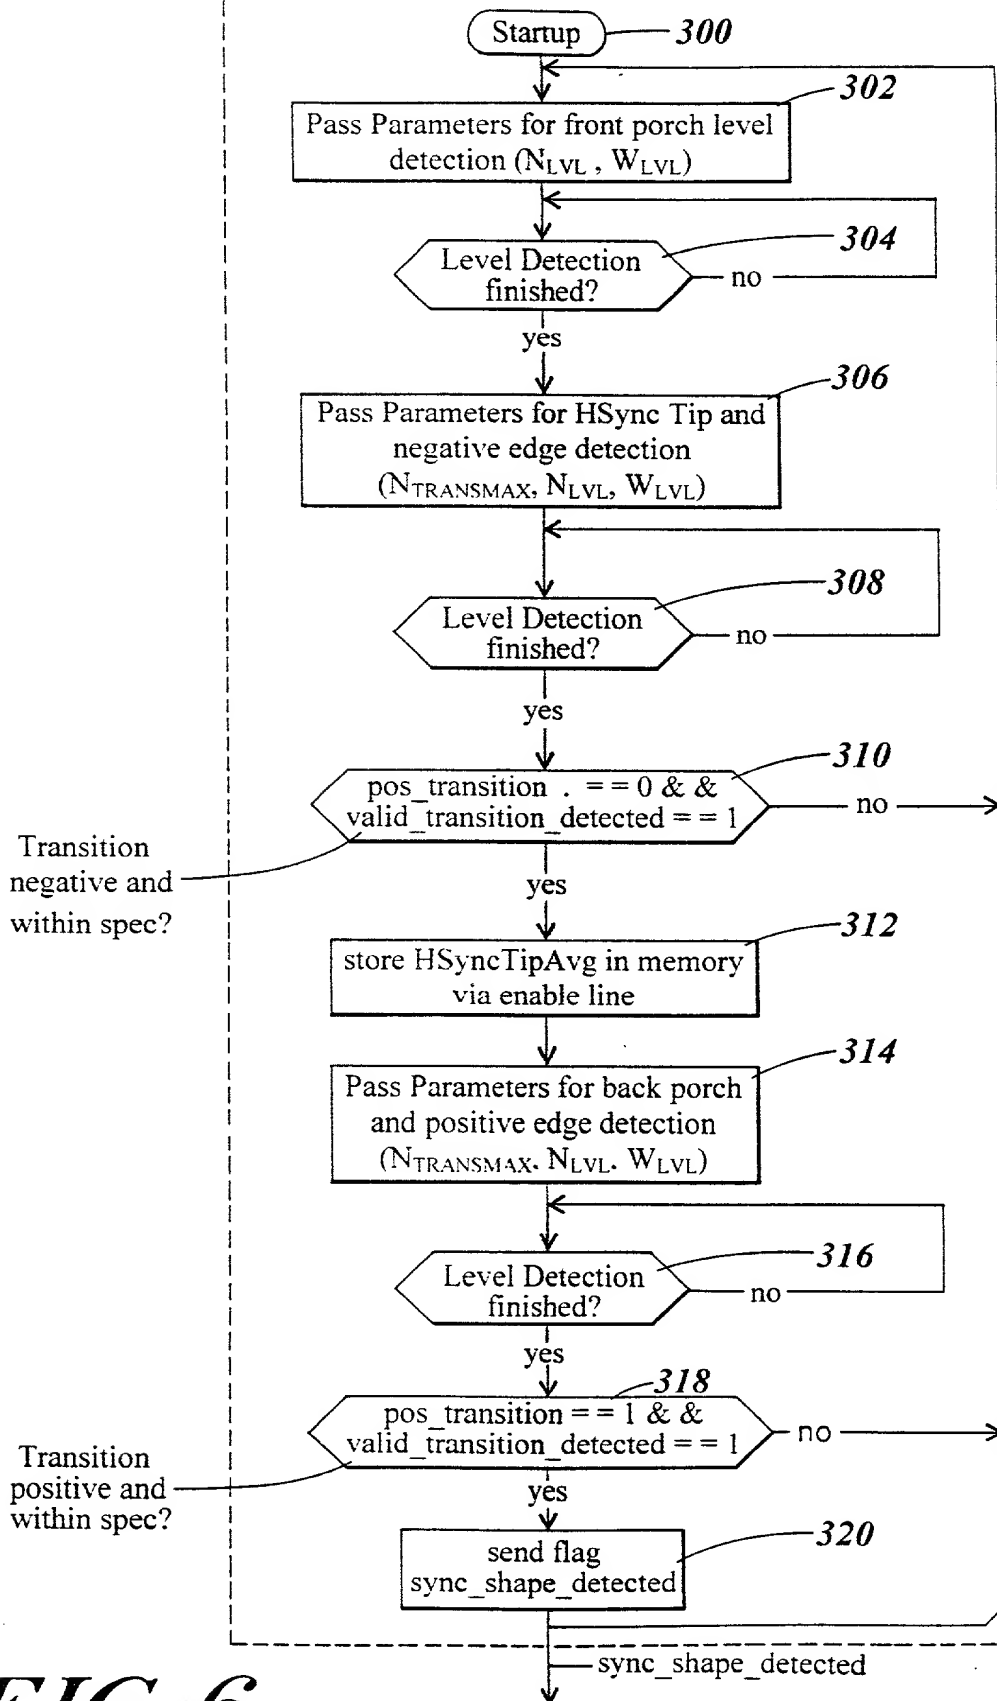 Startup
300
302
Pass Parameters for front porch level
detection (N_LVL , W_LVL)
304
Level Detection
finished?
no
yes
306
Pass Parameters for HSync Tip and
negative edge detection
(N_TRANSMAX, N_LVL, W_LVL)
308
Level Detection
finished?
no
yes
310
pos_transition . = = 0 & &
valid_transition_detected = = 1
no
Transition
negative and
within spec?
yes
312
store HSyncTipAvg in memory
via enable line
314
Pass Parameters for back porch
and positive edge detection
(N_TRANSMAX. N_LVL. W_LVL)
316
Level Detection
finished?
no
yes
318
pos_transition = = 1 & &
valid_transition_detected = = 1
no
Transition
positive and
within spec?
yes
320
send flag
sync_shape_detected
sync_shape_detected
FIG 6